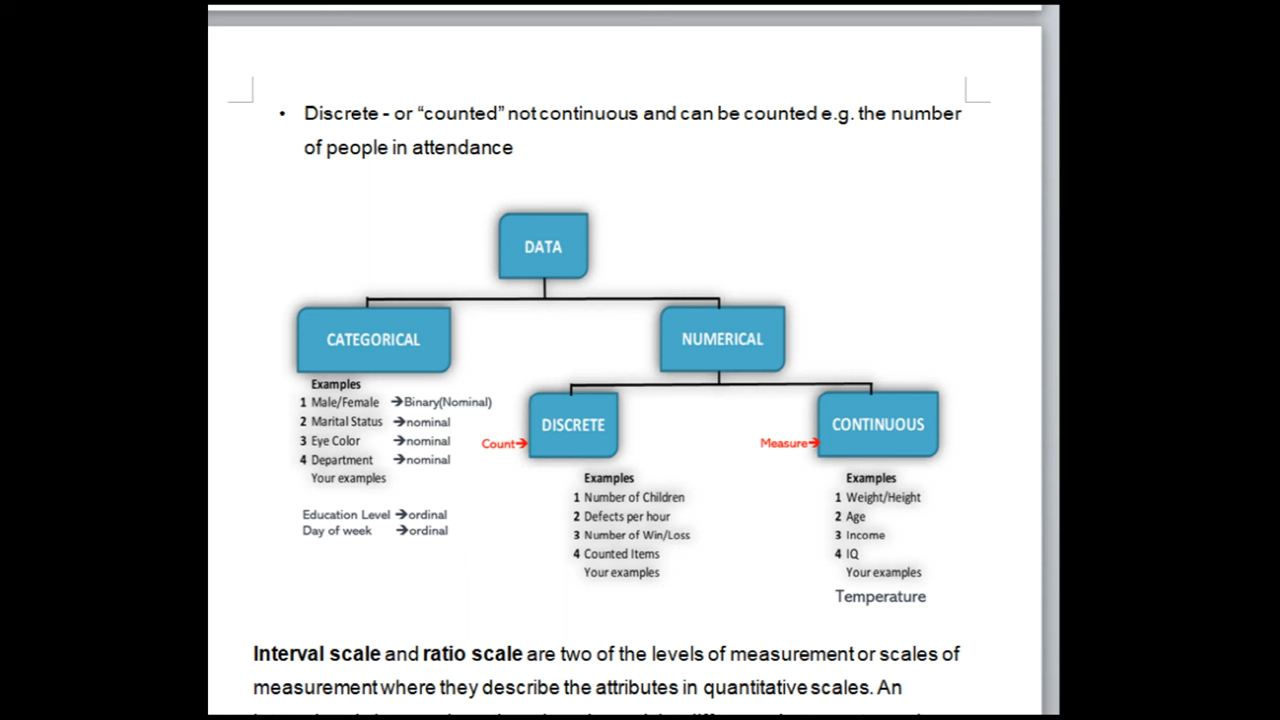 • Discrete - or “counted” not continuous and can be counted e.g. the number
of people in attendance
DATA
CATEGORICAL
NUMERICAL
Examples
1 Male/Female →Binary(Nominal)
2 Marital Status →nominal
3 Eye Color →nominal
4 Department →nominal
Your examples
Education Level →ordinal
Day of week →ordinal
Count→
DISCRETE
Examples
1 Number of Children
2 Defects per hour
3 Number of Win/Loss
4 Counted Items
Your examples
Measure→
CONTINUOUS
Examples
1 Weight/Height
2 Age
3 Income
4 IQ
Your examples
Temperature
Interval scale and ratio scale are two of the levels of measurement or scales of
measurement where they describe the attributes in quantitative scales. An